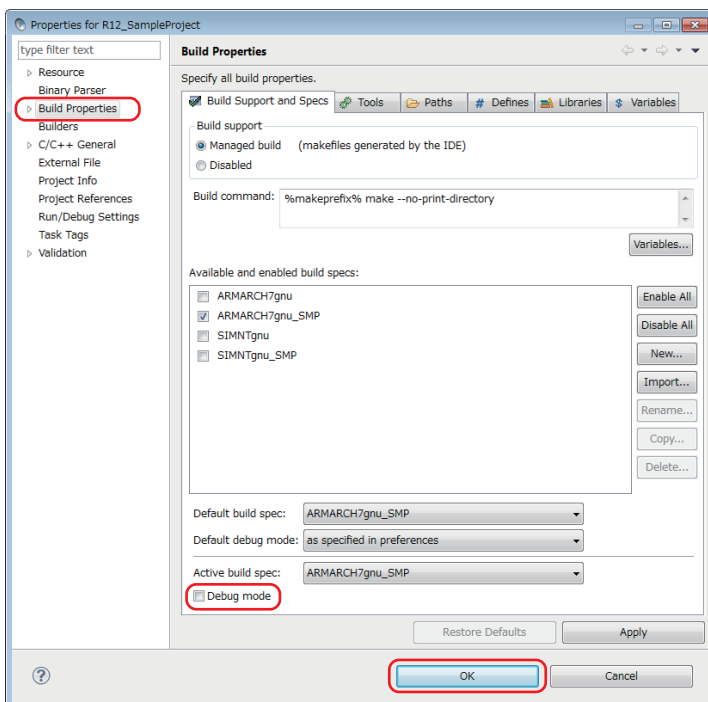 Properties for R12_SampleProject
type filter text
Resource
Binary Parser
Build Properties
Builders
C/C++ General
External File
Project Info
Project References
Run/Debug Settings
Task Tags
Validation
Build Properties
Specify all build properties.
Build Support and Specs Tools Paths # Defines Libraries $ Variables
Build support
Managed build (makefiles generated by the IDE)
Disabled
Build command: %makeprefix% make --no-print-directory
Variables...
Available and enabled build specs:
ARMARCH7gnu
ARMARCH7gnu_SMP
SIMNTgnu
SIMNTgnu_SMP
Enable All
Disable All
New...
Import...
Rename...
Copy...
Delete...
Default build spec: ARMARCH7gnu_SMP
Default debug mode: as specified in preferences
Active build spec: ARMARCH7gnu_SMP
Debug mode
Restore Defaults Apply
? OK Cancel